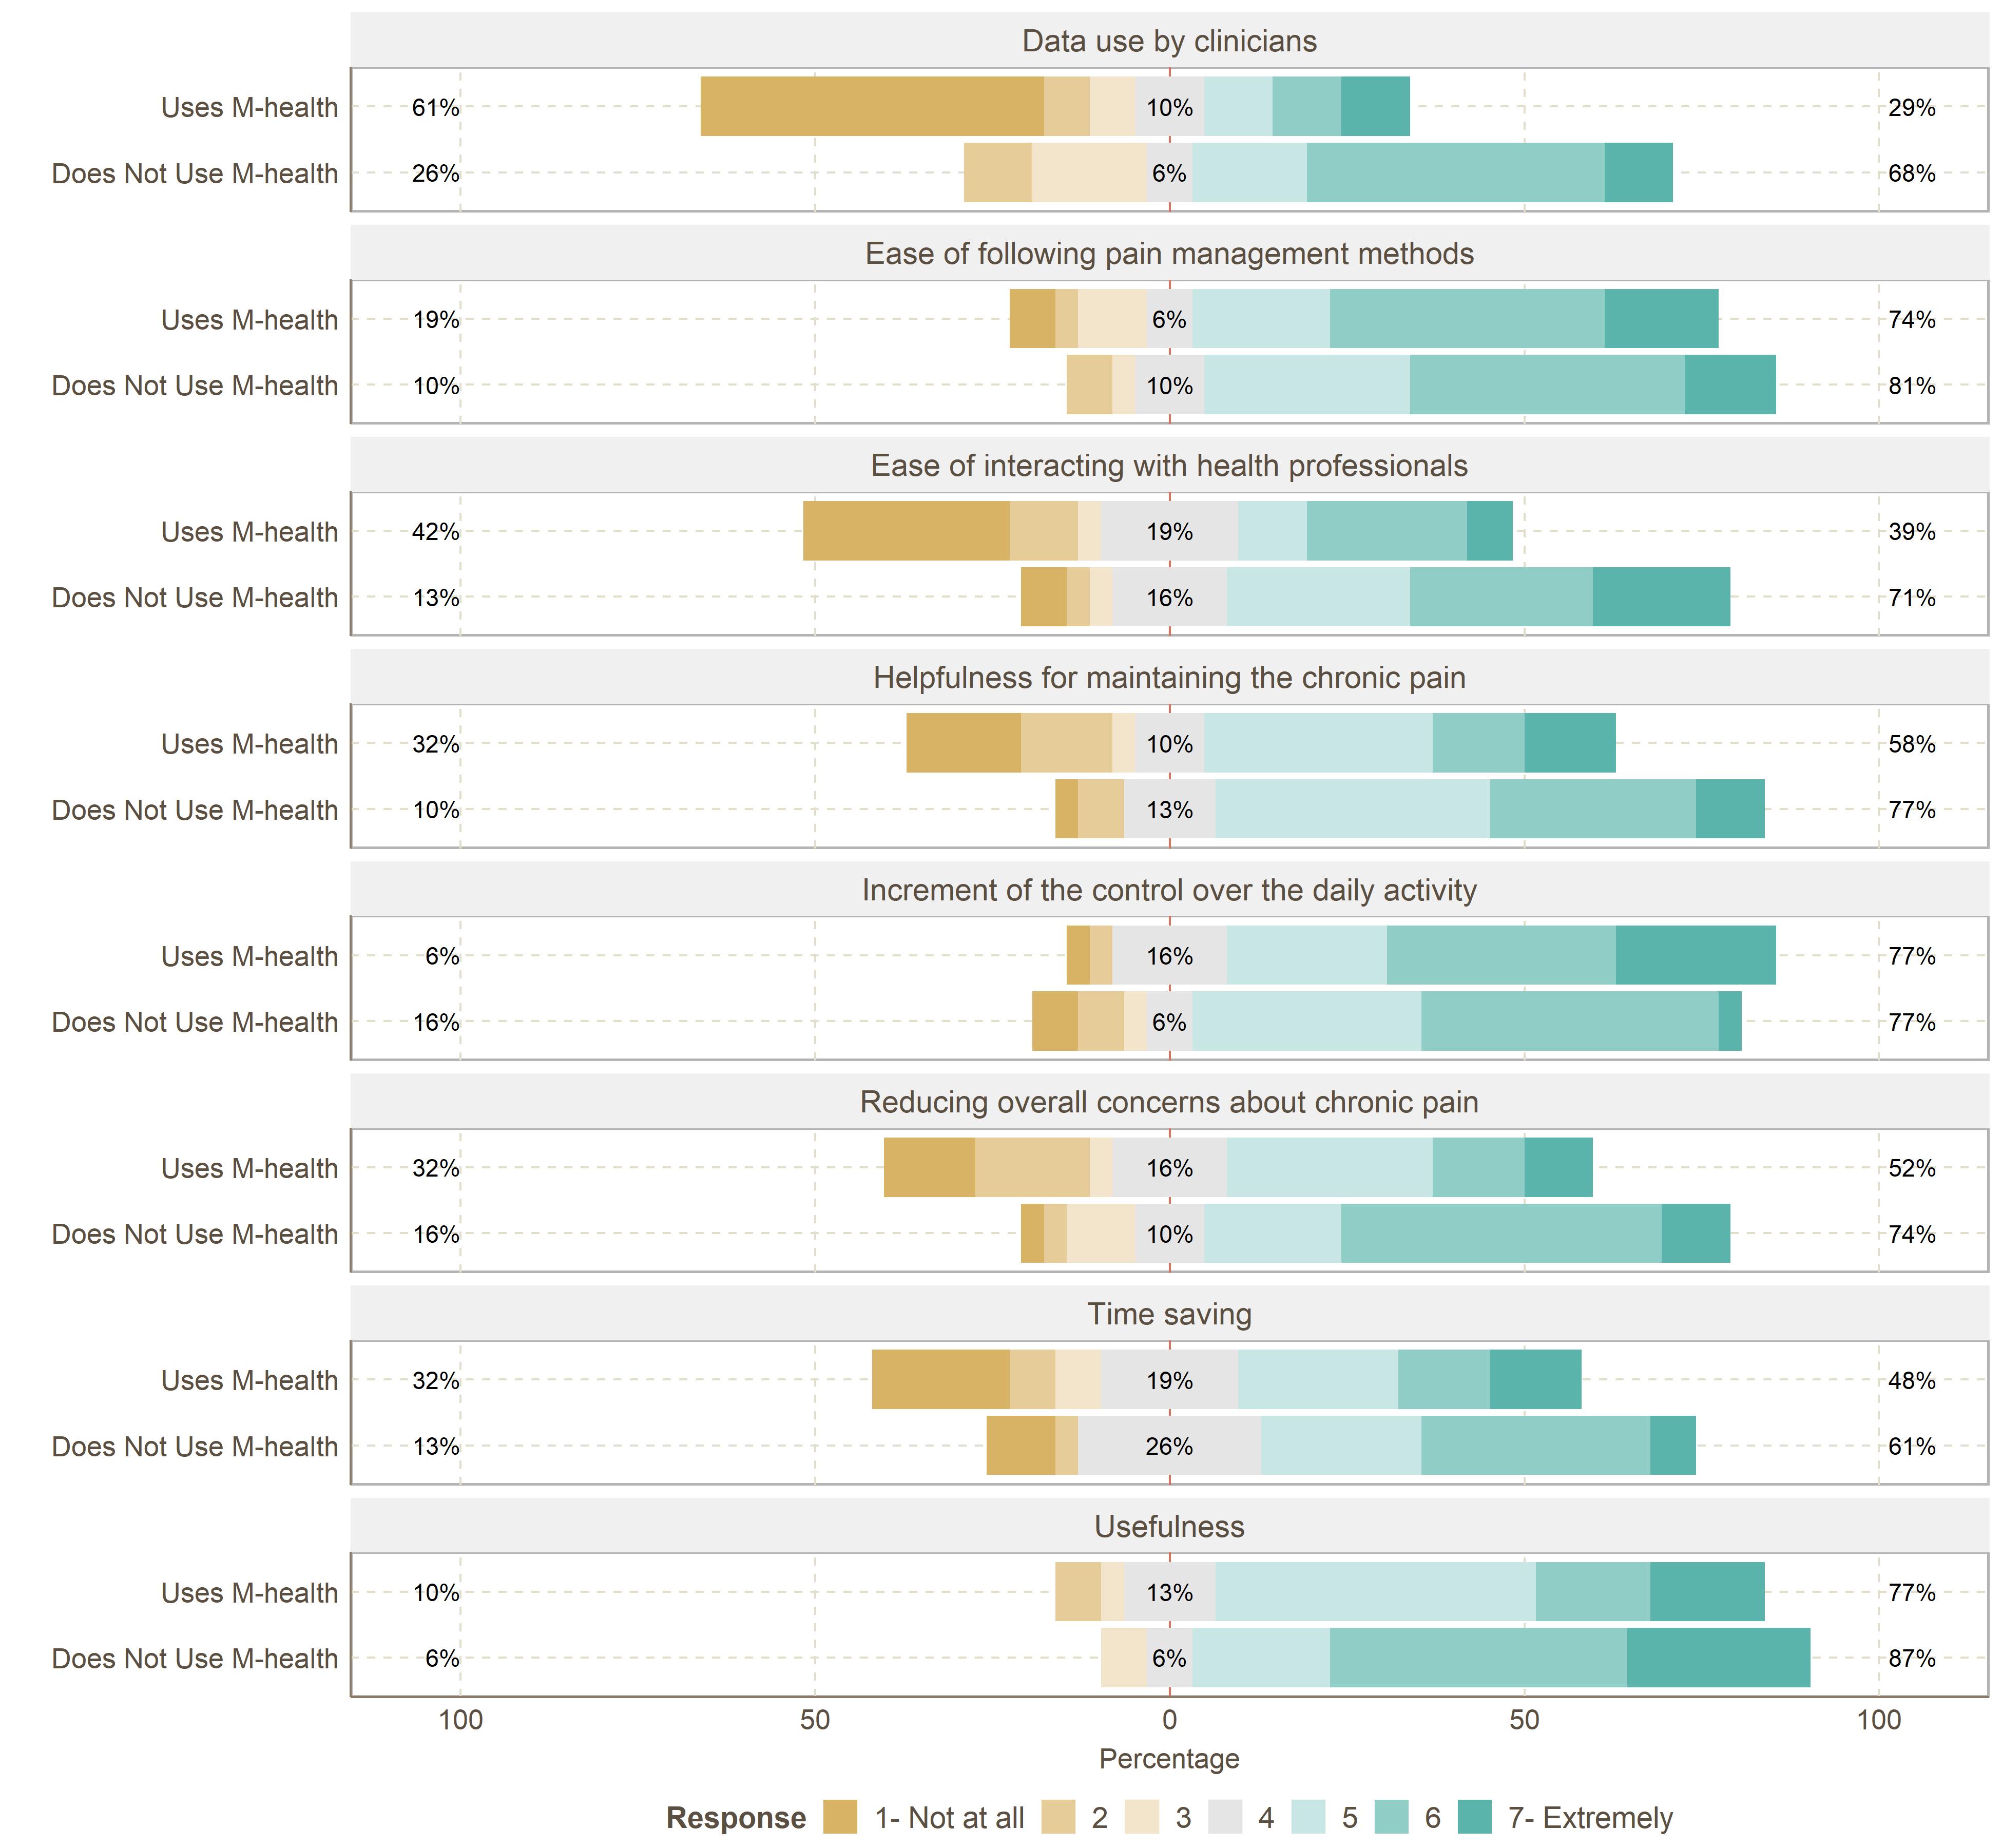 Data use by clinicians
Uses M-health 61% 10% 29%
Does Not Use M-health 26% 6% 68%
Ease of following pain management methods
Uses M-health 19% 6% 74%
Does Not Use M-health 10% 10% 81%
Ease of interacting with health professionals
Uses M-health 42% 19% 39%
Does Not Use M-health 13% 16% 71%
Helpfulness for maintaining the chronic pain
Uses M-health 32% 10% 58%
Does Not Use M-health 10% 13% 77%
Increment of the control over the daily activity
Uses M-health 6% 16% 77%
Does Not Use M-health 16% 6% 77%
Reducing overall concerns about chronic pain
Uses M-health 32% 16% 52%
Does Not Use M-health 16% 10% 74%
Time saving
Uses M-health 32% 19% 48%
Does Not Use M-health 13% 26% 61%
Usefulness
Uses M-health 10% 13% 77%
Does Not Use M-health 6% 6% 87%
100 50 0 50 100
Percentage
Response 1- Not at all 2 3 4 5 6 7- Extremely